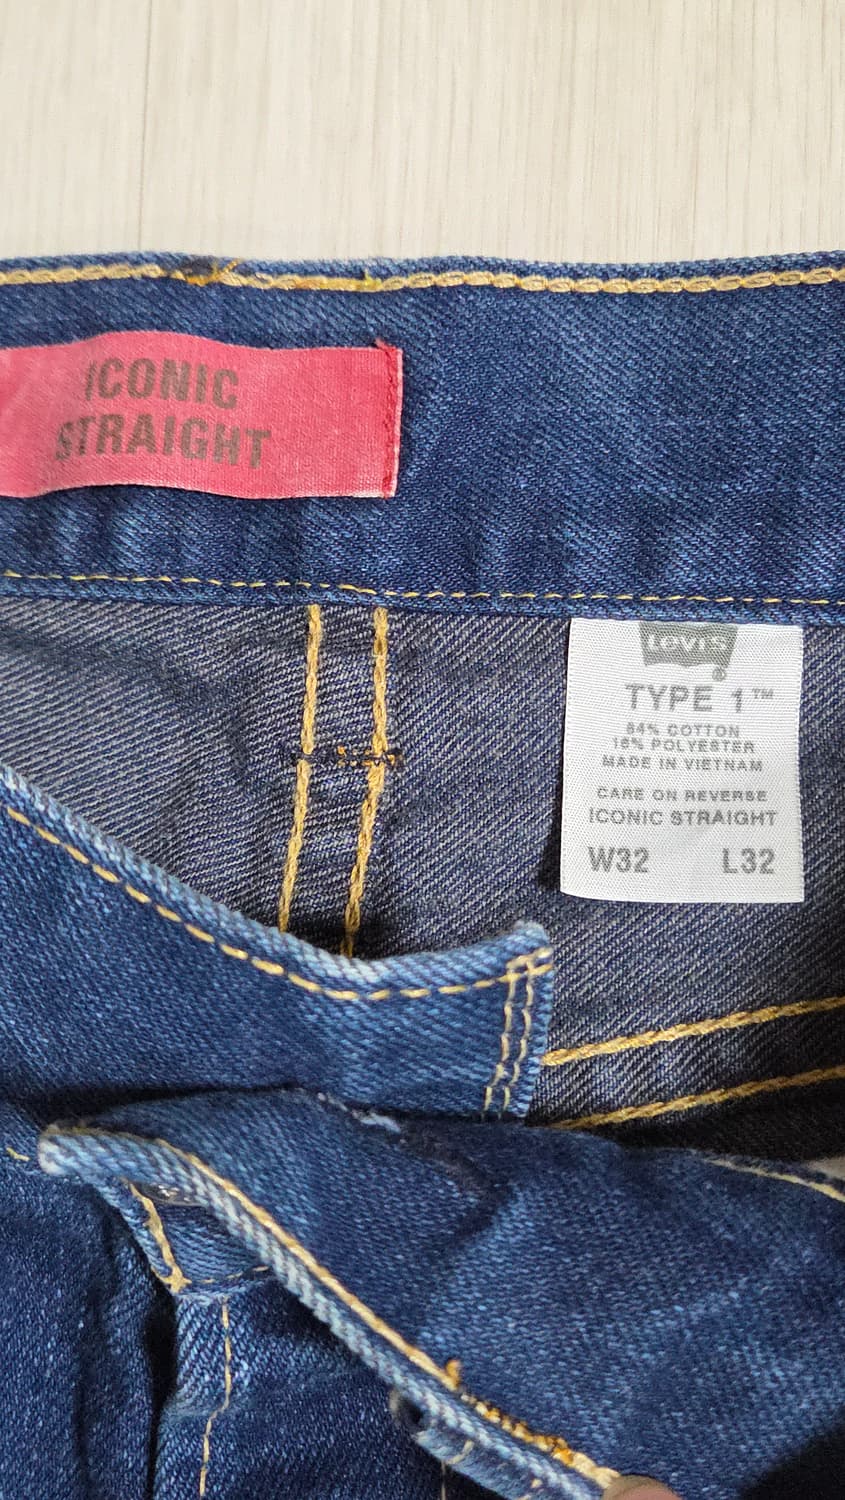 ICONIC
STRAIGHT
LEVI'S
®
TYPE 1™
84% COTTON
16% POLYESTER
MADE IN VIETNAM
CARE ON REVERSE
ICONIC STRAIGHT
W32 L32